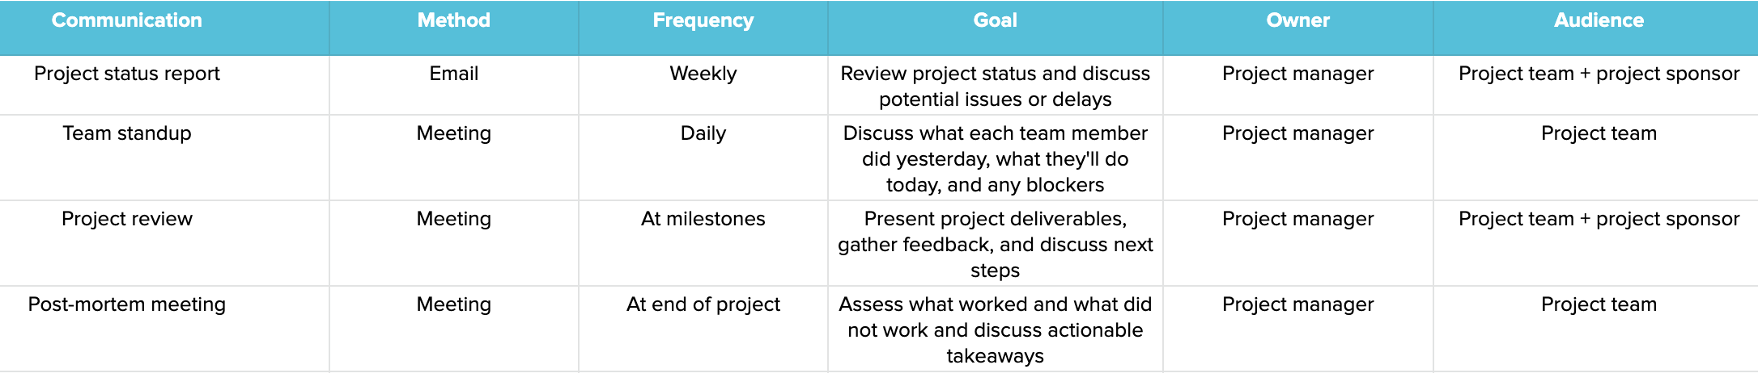 Communication Method Frequency Goal Owner Audience
Project status report Email Weekly Review project status and discuss Project manager Project team + project sponsor
potential issues or delays
Team standup Meeting Daily Discuss what each team member Project manager Project team
did yesterday, what they'll do
today, and any blockers
Project review Meeting At milestones Present project deliverables, Project manager Project team + project sponsor
gather feedback, and discuss next
steps
Post-mortem meeting Meeting At end of project Assess what worked and what did Project manager Project team
not work and discuss actionable
takeaways